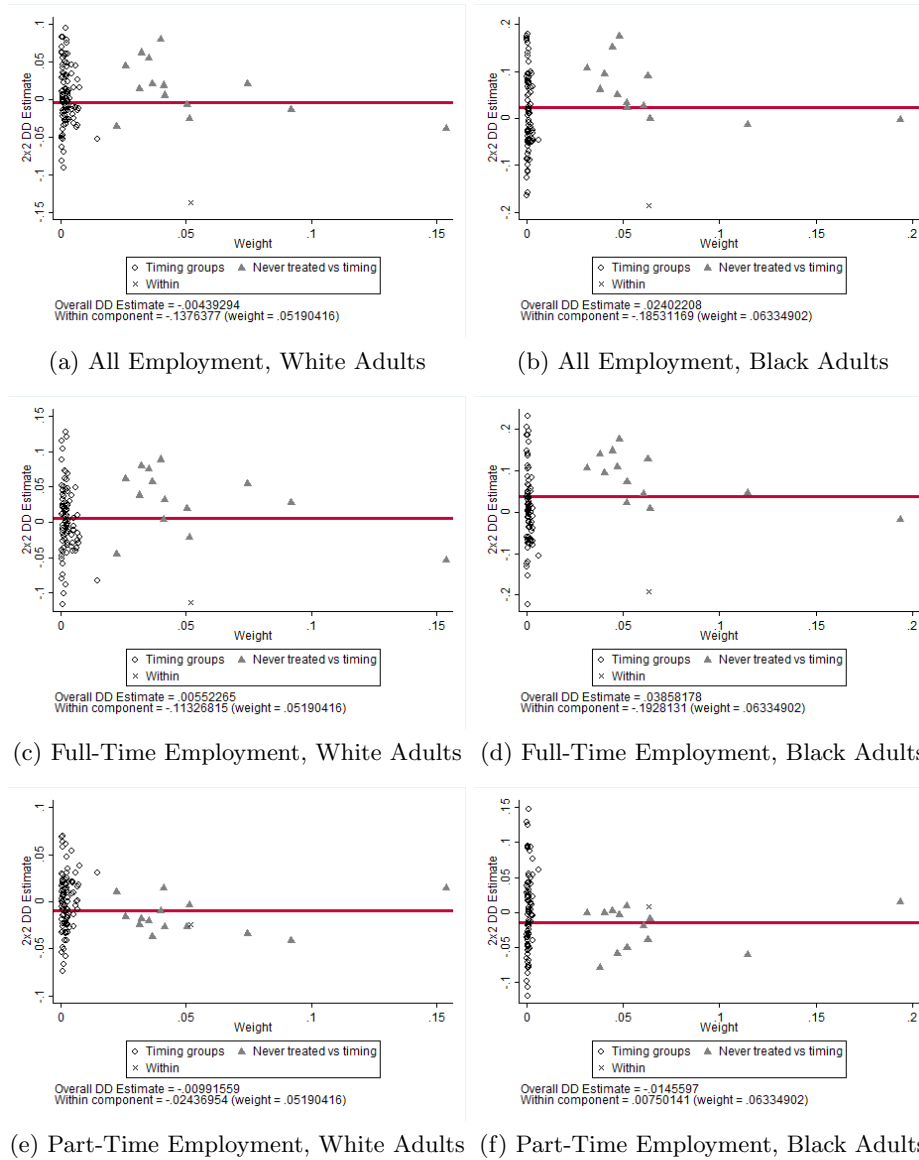 2x2 DD Estimate
.1
.05
0
-.05
-.1
-.15
0
.05
.1
.15
Weight
Timing groups
Never treated vs timing
Within
Overall DD Estimate = -.00439294
Within component = -.1376377 (weight = .05190416)
(a) All Employment, White Adults
2x2 DD Estimate
.2
.1
0
-.1
-.2
0
.05
.1
.15
.2
Weight
Timing groups
Never treated vs timing
Within
Overall DD Estimate = .02402208
Within component = -.18531169 (weight = .06334902)
(b) All Employment, Black Adults
2x2 DD Estimate
.15
.1
.05
0
-.05
-.1
0
.05
.1
.15
Weight
Timing groups
Never treated vs timing
Within
Overall DD Estimate = .00552265
Within component = -.11326815 (weight = .05190416)
(c) Full-Time Employment, White Adults
2x2 DD Estimate
.2
.1
0
-.1
-.2
0
.05
.1
.15
.2
Weight
Timing groups
Never treated vs timing
Within
Overall DD Estimate = .03858178
Within component = -.1928131 (weight = .06334902)
(d) Full-Time Employment, Black Adults
2x2 DD Estimate
.1
.05
0
-.05
-.1
0
.05
.1
.15
Weight
Timing groups
Never treated vs timing
Within
Overall DD Estimate = -.00991559
Within component = -.02436954 (weight = .05190416)
(e) Part-Time Employment, White Adults
2x2 DD Estimate
.15
.1
.05
0
-.05
-.1
0
.05
.1
.15
.2
Weight
Timing groups
Never treated vs timing
Within
Overall DD Estimate = -.0145597
Within component = .00750141 (weight = .06334902)
(f) Part-Time Employment, Black Adults